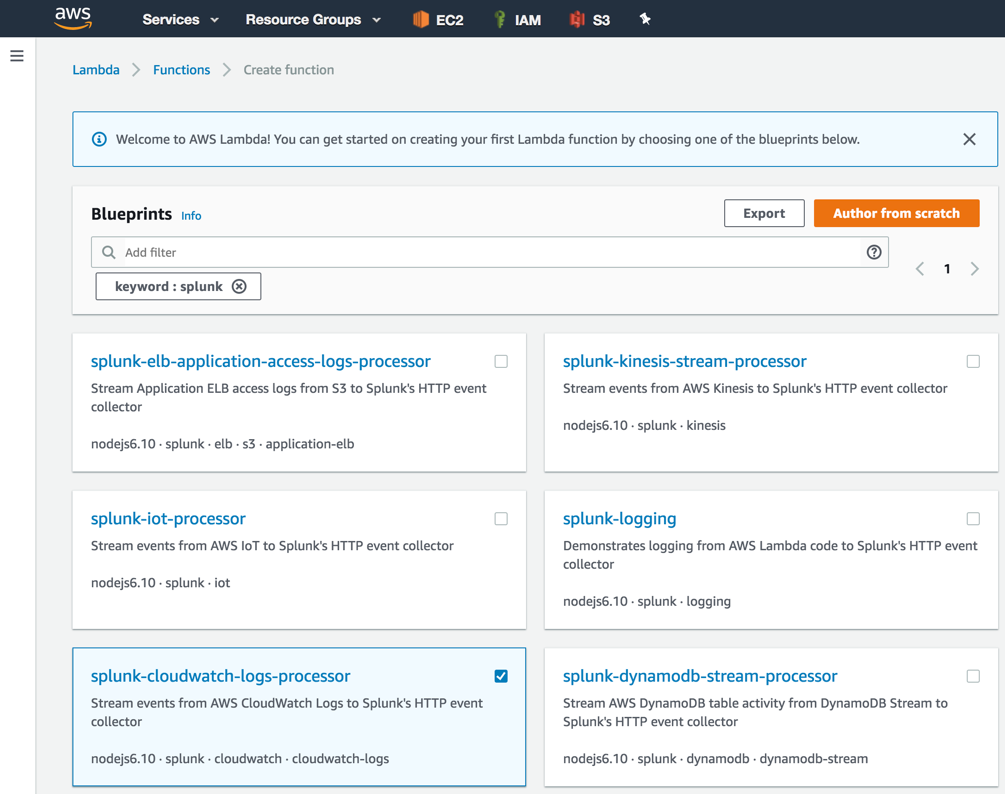 aws Services Resource Groups EC2 IAM S3
Lambda Functions Create function
Welcome to AWS Lambda! You can get started on creating your first Lambda function by choosing one of the blueprints below.
Blueprints Info Export Author from scratch
Add filter
1
keyword : splunk
splunk-elb-application-access-logs-processor
Stream Application ELB access logs from S3 to Splunk's HTTP event
collector
nodejs6.10 · splunk · elb · s3 · application-elb
splunk-kinesis-stream-processor
Stream events from AWS Kinesis to Splunk's HTTP event collector
nodejs6.10 · splunk · kinesis
splunk-iot-processor
Stream events from AWS IoT to Splunk's HTTP event collector
nodejs6.10 · splunk · iot
splunk-logging
Demonstrates logging from AWS Lambda code to Splunk's HTTP event
collector
nodejs6.10 · splunk · logging
splunk-cloudwatch-logs-processor
Stream events from AWS CloudWatch Logs to Splunk's HTTP event
collector
nodejs6.10 · splunk · cloudwatch · cloudwatch-logs
splunk-dynamodb-stream-processor
Stream AWS DynamoDB table activity from DynamoDB Stream to
Splunk's HTTP event collector
nodejs6.10 · splunk · dynamodb · dynamodb-stream